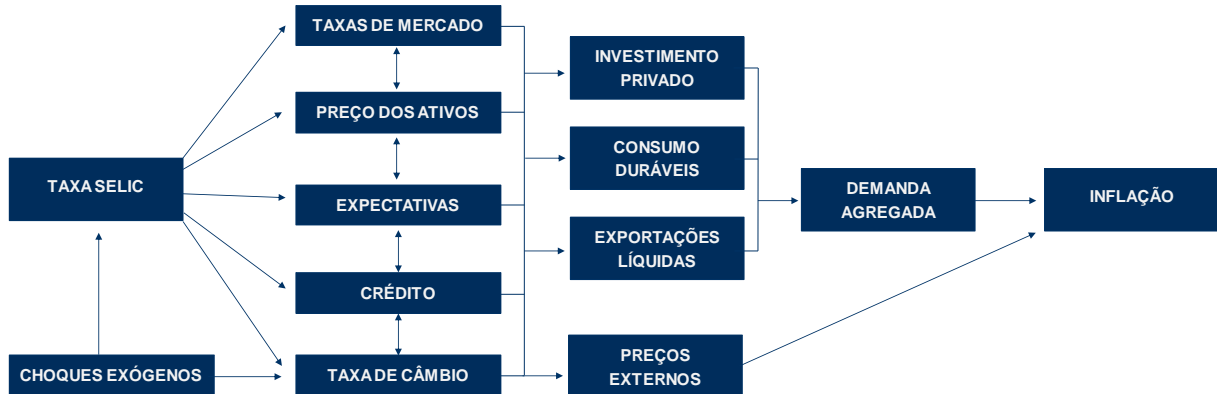 TAXAS DE MERCADO
PREÇO DOS ATIVOS
EXPECTATIVAS
CRÉDITO
TAXA DE CÂMBIO
TAXA SELIC
CHOQUES EXÓGENOS
INVESTIMENTO
PRIVADO
CONSUMO
DURÁVEIS
EXPORTAÇÕES
LÍQUIDAS
PREÇOS
EXTERNOS
DEMANDA
AGREGADA
INFLAÇÃO